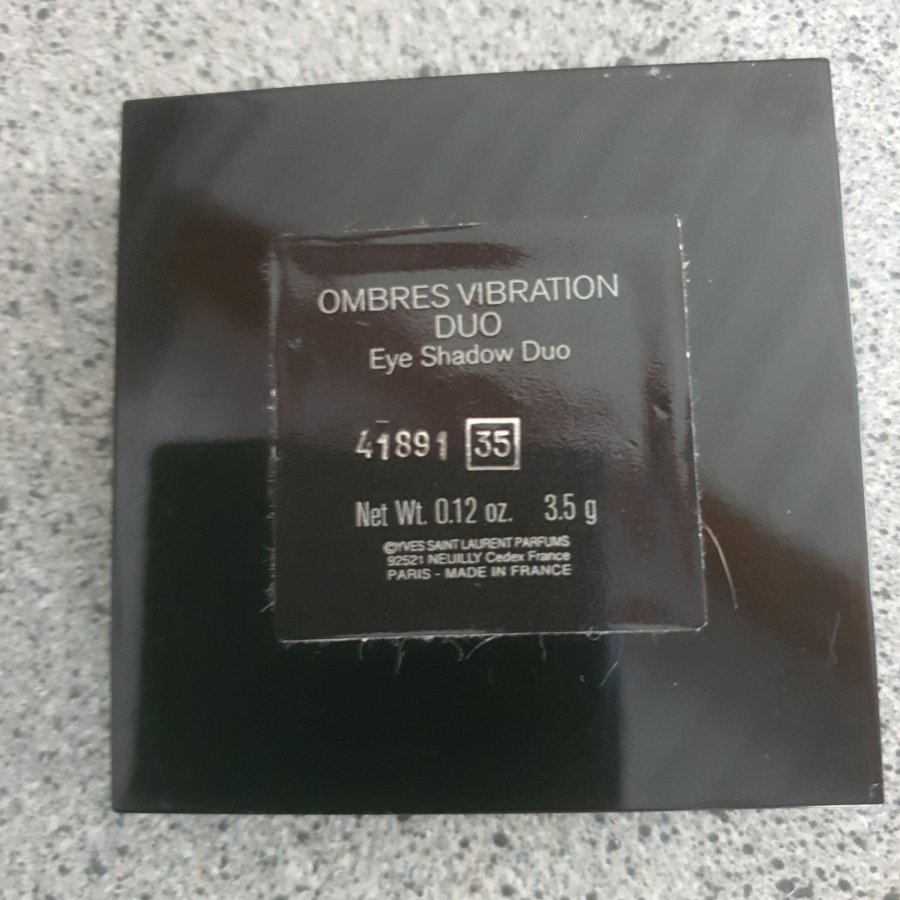 OMBRES VIBRATION
DUO
Eye Shadow Duo
41891 35
Net Wt. 0.12 oz. 3.5 g
©YVES SAINT LAURENT PARFUMS
92521 NEUILLY Cedex France
PARIS - MADE IN FRANCE